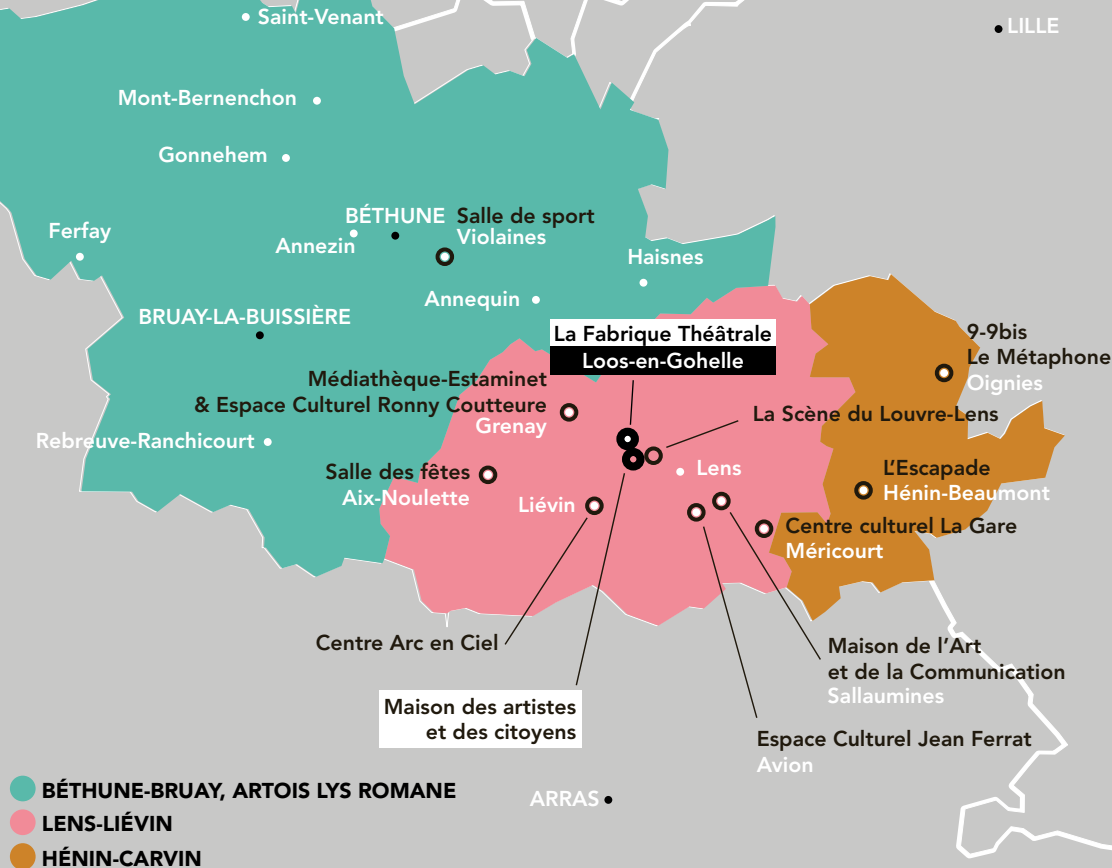 Saint-Venant
LILLE
Mont-Bernenchon
Gonnehem
BÉTHUNE
Salle de sport
Violaines
Ferfay
Annezin
Haisnes
Annequin
BRUAY-LA-BUISSIÈRE
La Fabrique Théâtrale
Loos-en-Gohelle
9-9bis
Le Métaphone
Oignies
Médiathèque-Estaminet
& Espace Culturel Ronny Coutteure
Grenay
La Scène du Louvre-Lens
Rebreuve-Ranchicourt
Lens
L'Escapade
Hénin-Beaumont
Salle des fêtes
Aix-Noulette
Liévin
Centre culturel La Gare
Méricourt
Centre Arc en Ciel
Maison de l'Art
et de la Communication
Sallaumines
Maison des artistes
et des citoyens
Espace Culturel Jean Ferrat
Avion
ARRAS
BÉTHUNE-BRUAY, ARTOIS LYS ROMANE
LENS-LIÉVIN
HÉNIN-CARVIN